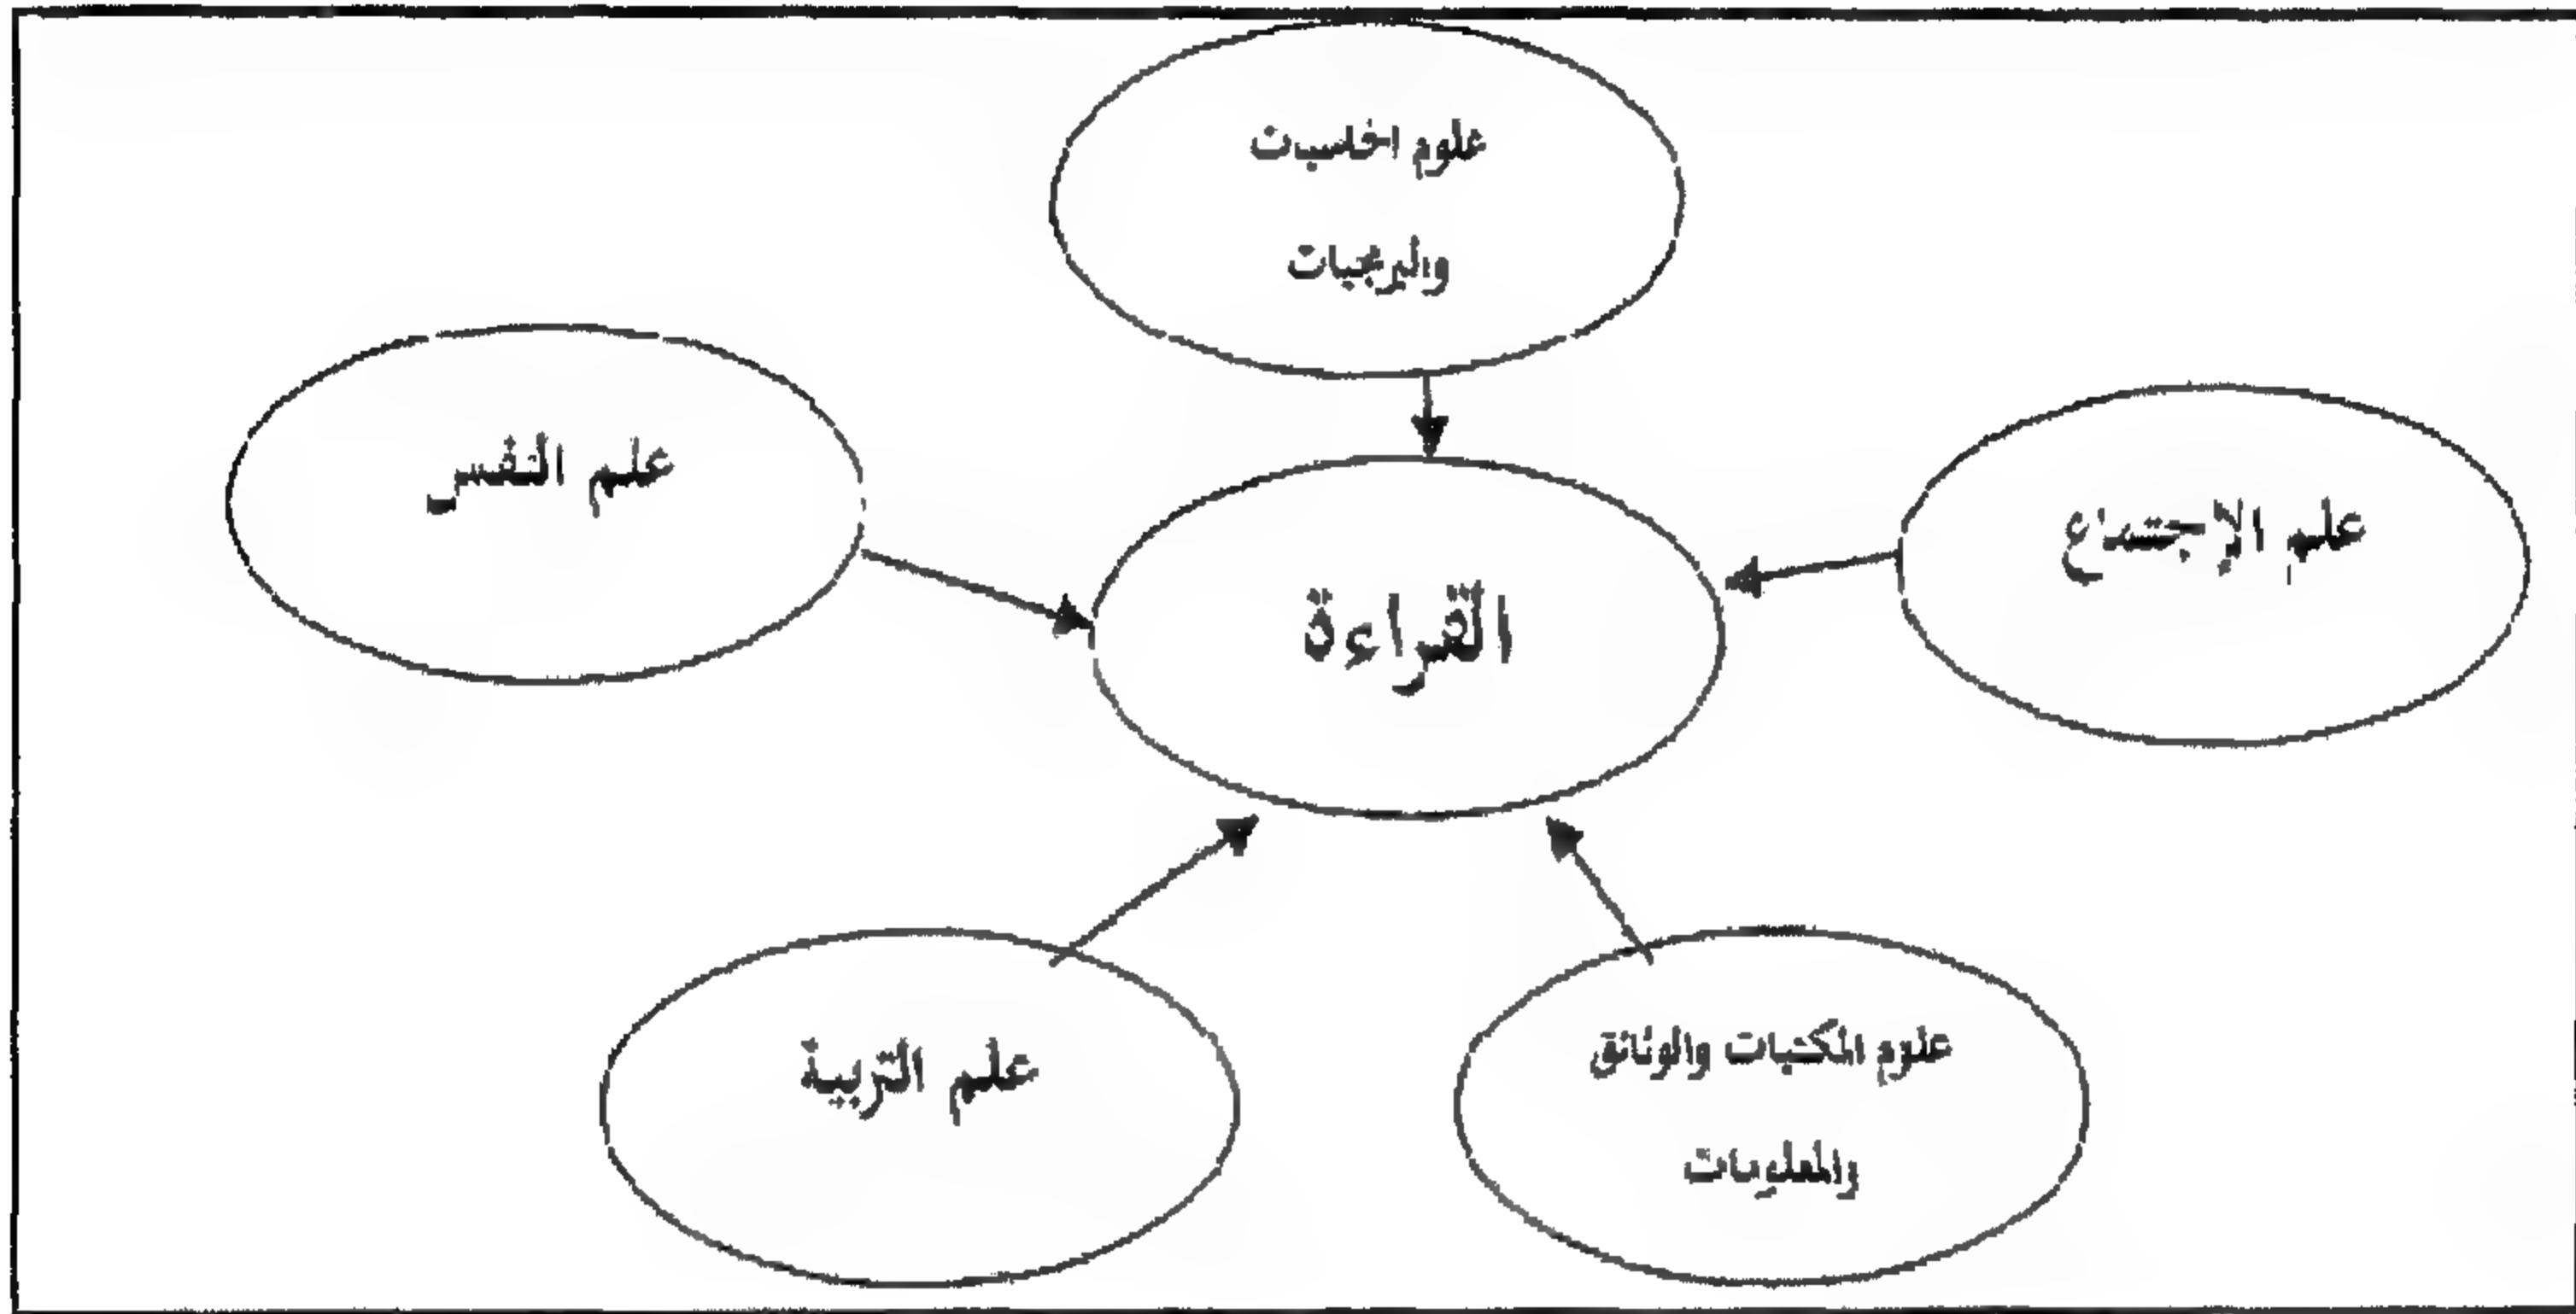 علوم الحاسبات
والبرمجيات
علم النفس
علم الإجتماع
القراءة
علم التربية
علوم المكتبات والوثائق
والمعلومات